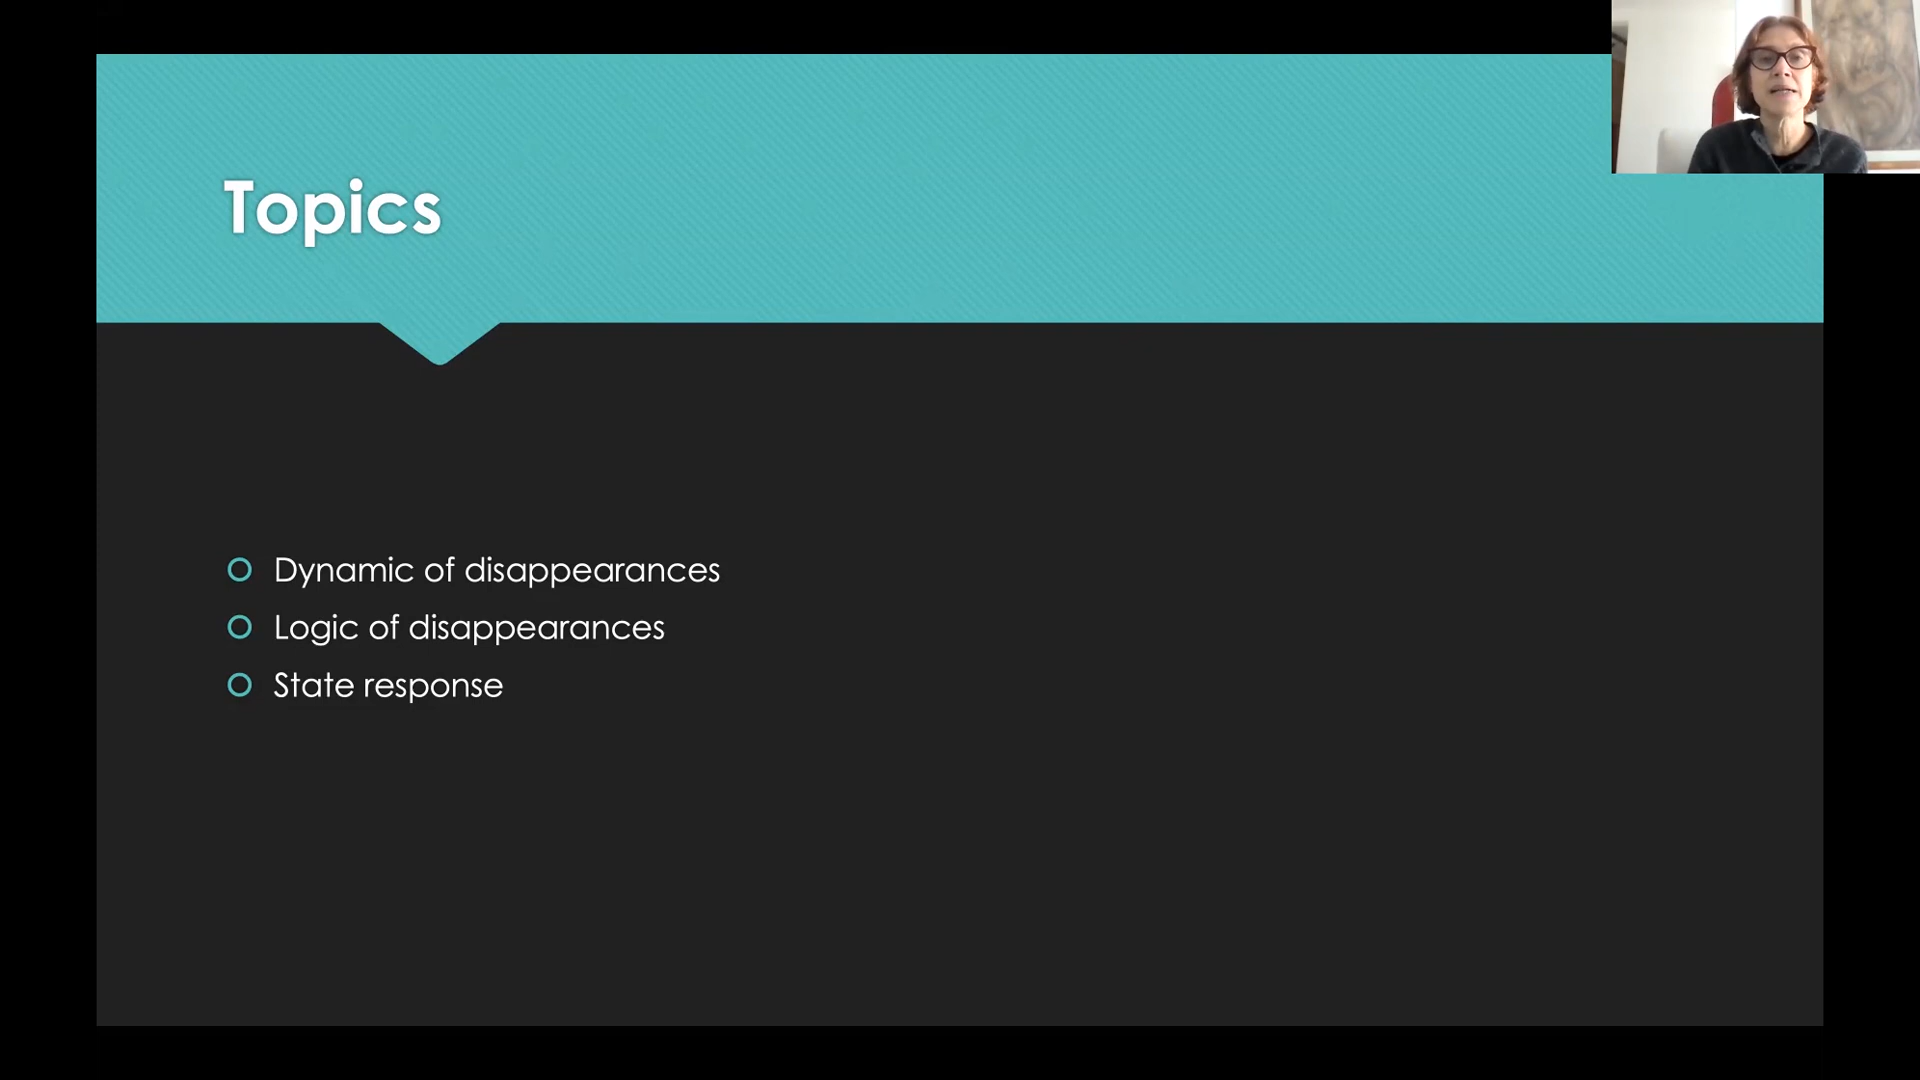 Topics
Dynamic of disappearances
Logic of disappearances
State response